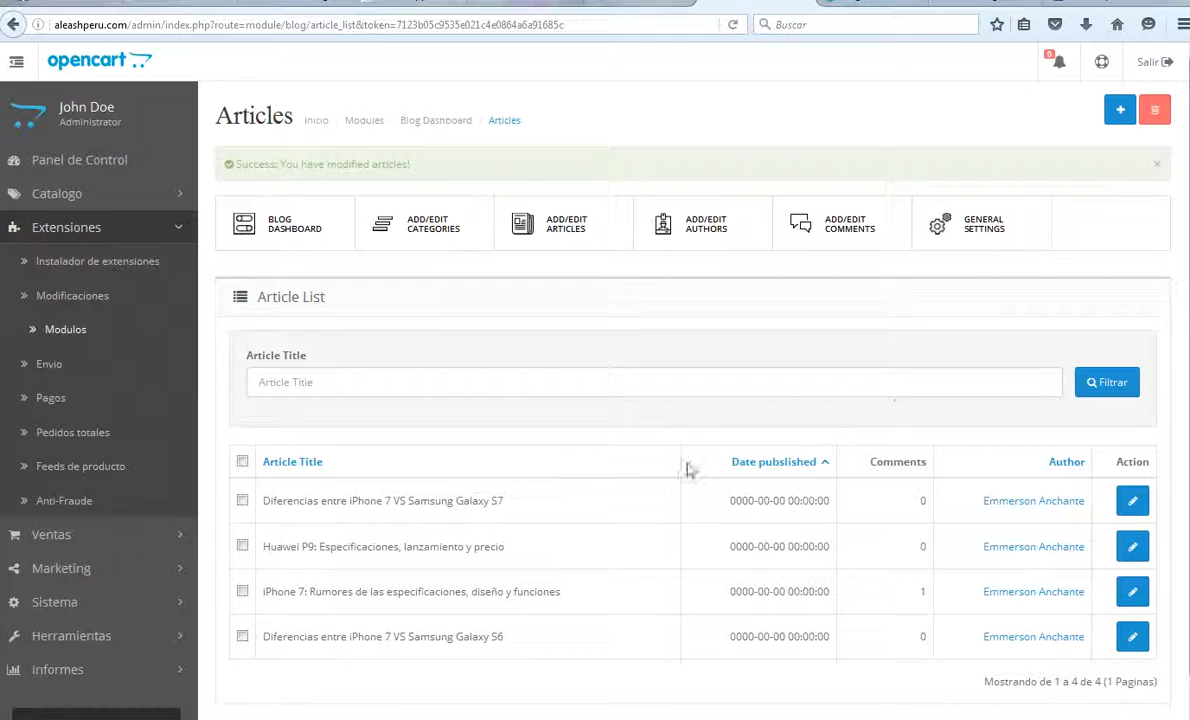 aleashperu.com/admin/index.php?route=module/blog/article_list&token=7123b05c9535e021c4e0864a6a91685c
Buscar
opencart
0
Salir
John Doe
Administrator
Panel de Control
Catalogo
Extensiones
Instalador de extensiones
Modificaciones
Modulos
Envio
Pagos
Pedidos totales
Feeds de producto
Anti-Fraude
Ventas
Marketing
Sistema
Herramientas
Informes
Articles
Inicio Modules Blog Dashboard Articles
Success: You have modified articles!
×
BLOG
DASHBOARD
ADD/EDIT
CATEGORIES
ADD/EDIT
ARTICLES
ADD/EDIT
AUTHORS
ADD/EDIT
COMMENTS
GENERAL
SETTINGS
Article List
Article Title
Article Title
Filtrar
Article Title Date pubslished Comments Author Action
Diferencias entre iPhone 7 VS Samsung Galaxy S7 0000-00-00 00:00:00 0 Emmerson Anchante
Huawei P9: Especificaciones, lanzamiento y precio 0000-00-00 00:00:00 0 Emmerson Anchante
iPhone 7: Rumores de las especificaciones, diseño y funciones 0000-00-00 00:00:00 1 Emmerson Anchante
Diferencias entre iPhone 7 VS Samsung Galaxy S6 0000-00-00 00:00:00 0 Emmerson Anchante
Mostrando de 1 a 4 de 4 (1 Paginas)